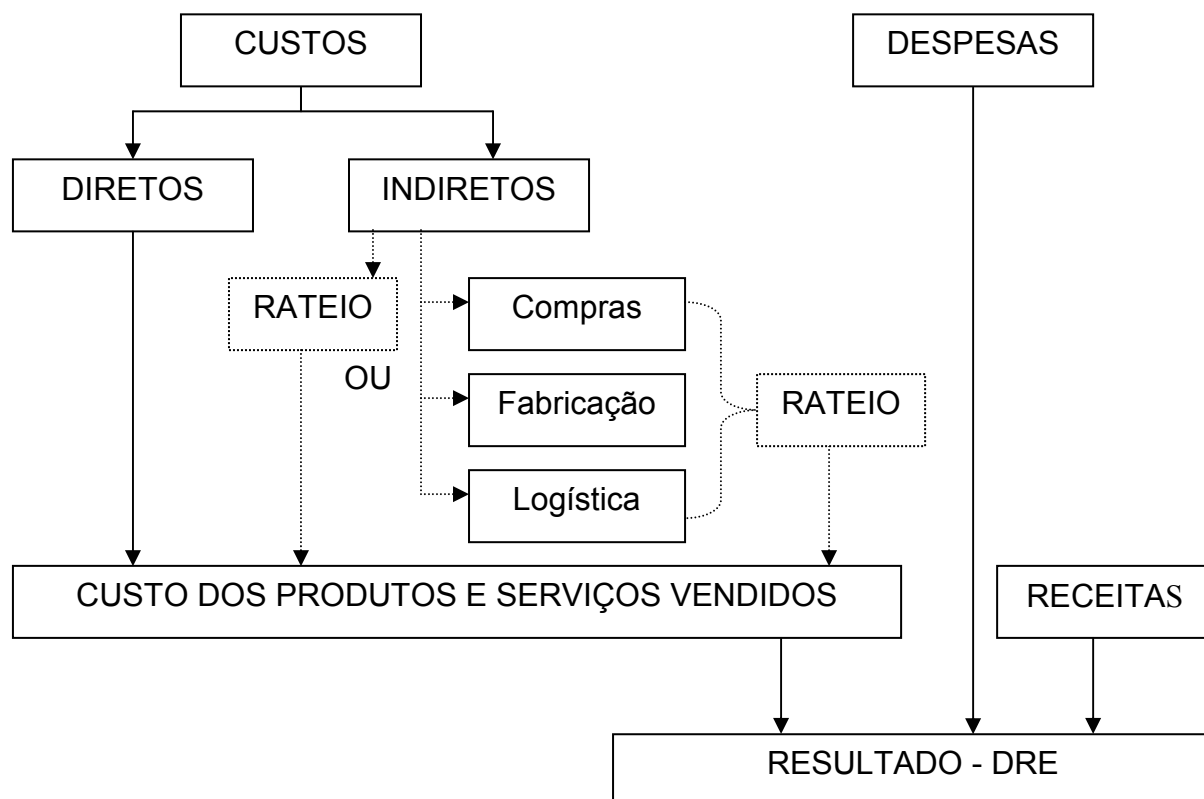 CUSTOS
DESPESAS
DIRETOS
INDIRETOS
RATEIO
OU
Compras
Fabricação
Logística
RATEIO
CUSTO DOS PRODUTOS E SERVIÇOS VENDIDOS
RECEITAS
RESULTADO - DRE